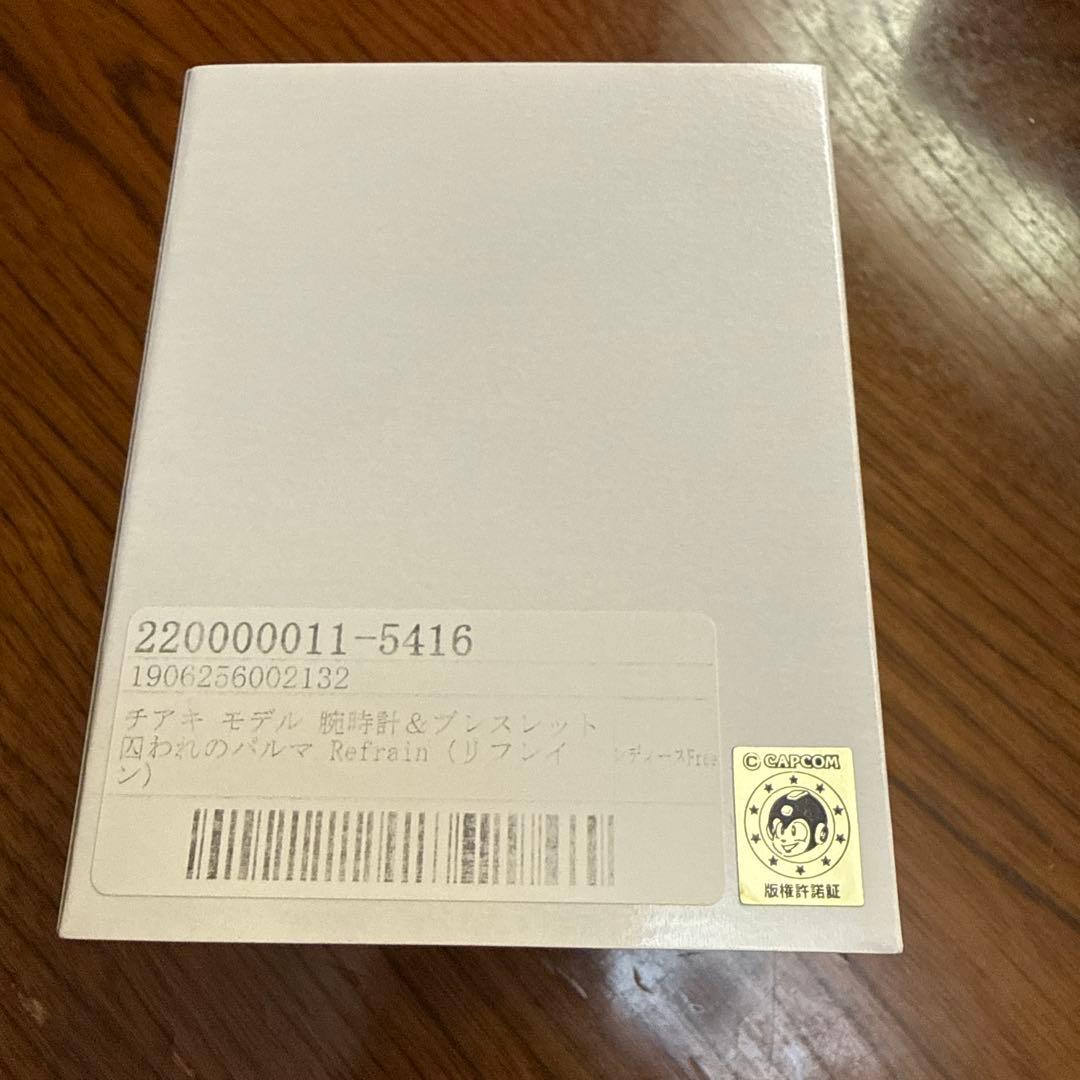 220000011-5416
1906256002132
チアキ モデル 腕時計&ブレスレット
囚われのパルマ Refrain (リフレイ
ン)
レディースFree
© CAPCOM
版権許諾証